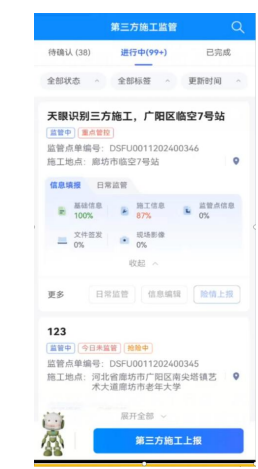 第三方施工监管
待确认 (38) 进行中(99+) 已完成
全部状态 全部标签 更新时间
天眼识别三方施工，广阳区临空7号站
监管中 重点管控
监管点单编号：DSFU0011202400346
施工地点：廊坊市临空7号站
信息填报 日常监管
基础信息 施工信息 监管点信息
100% 87% 0%
文件签发 现场影像
0% 0%
收起
更多 日常监管 信息编辑 险情上报
123
监管中 今日未监管 抢险中
监管点单编号：DSFU0011202400345
施工地点：河北省廊坊市广阳区南尖塔镇艺
术大道廊坊市老年大学
展开全部
第三方施工上报